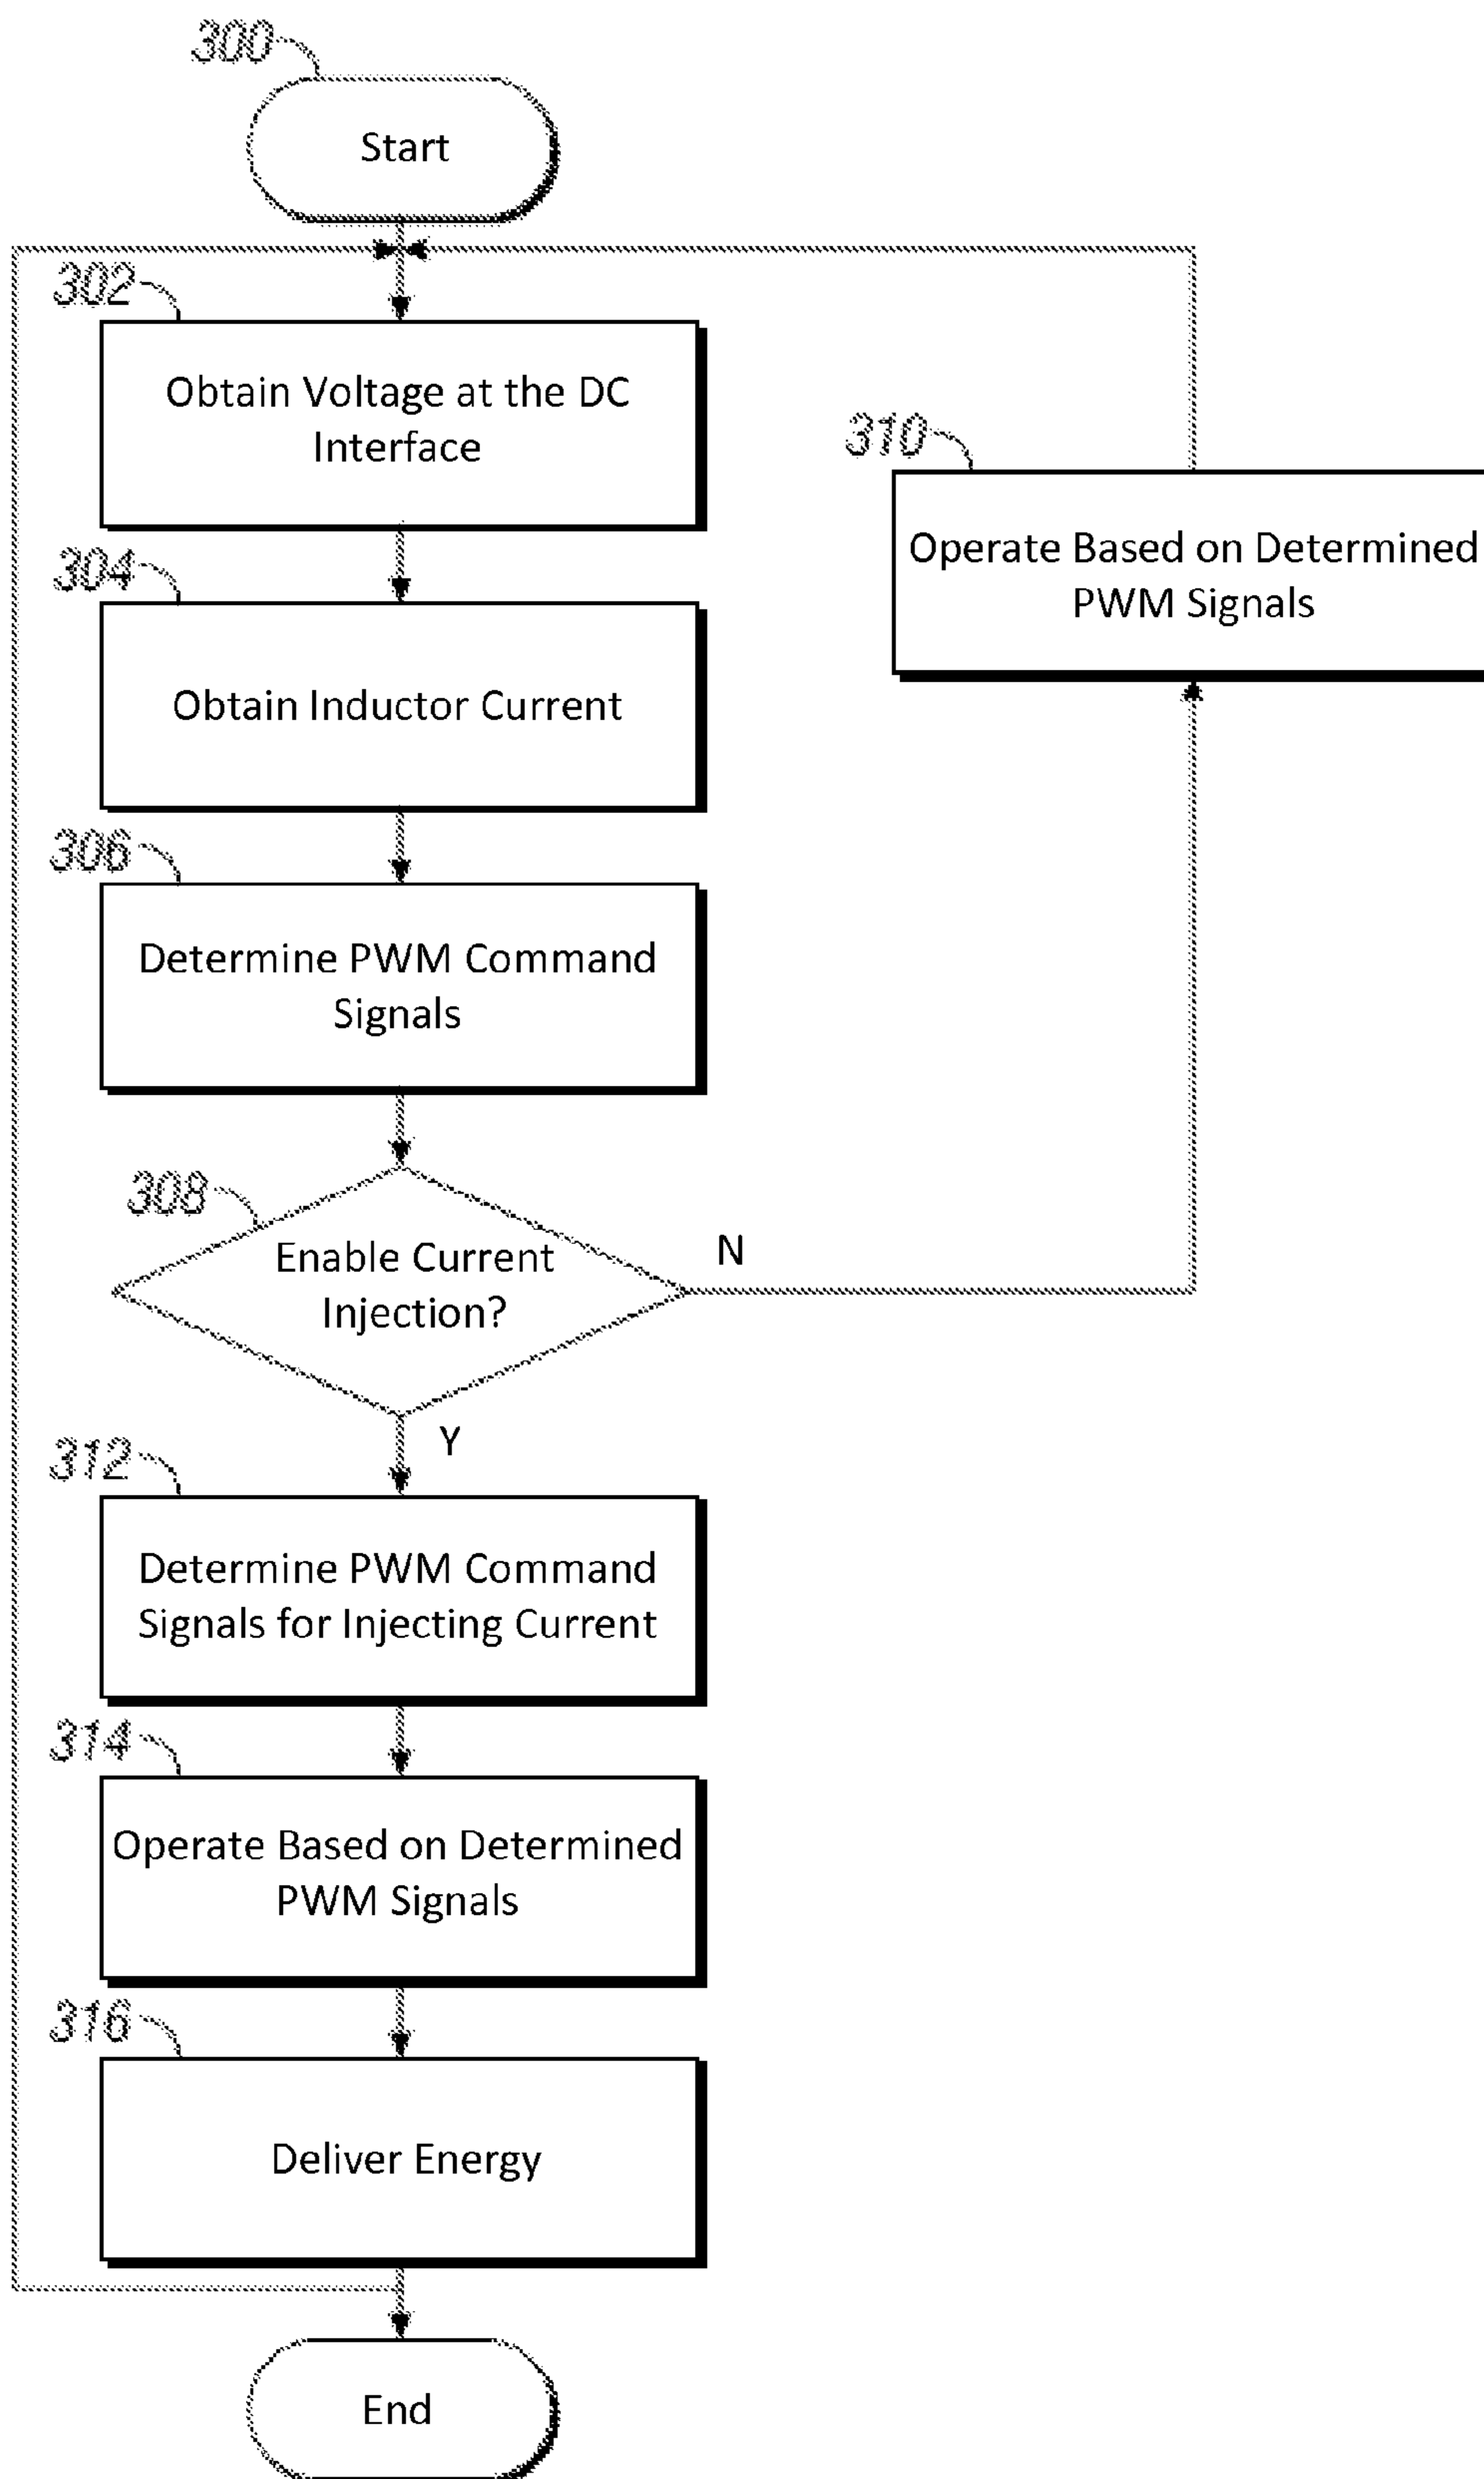 300
Start
302
Obtain Voltage at the DC
Interface
310
Operate Based on Determined
PWM Signals
304
Obtain Inductor Current
306
Determine PWM Command
Signals
308
Enable Current
Injection?
N
Y
312
Determine PWM Command
Signals for Injecting Current
314
Operate Based on Determined
PWM Signals
316
Deliver Energy
End